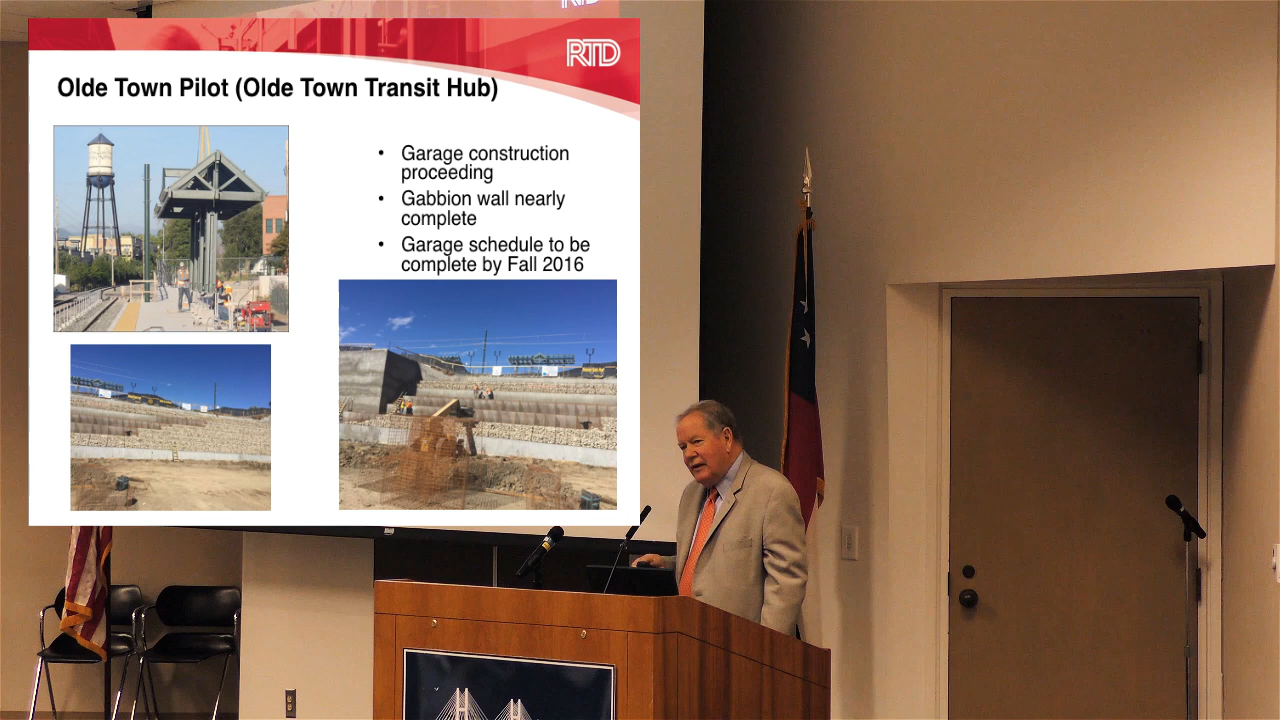 RTD
Olde Town Pilot (Olde Town Transit Hub)
• Garage construction
proceeding
• Gabbion wall nearly
complete
• Garage schedule to be
complete by Fall 2016